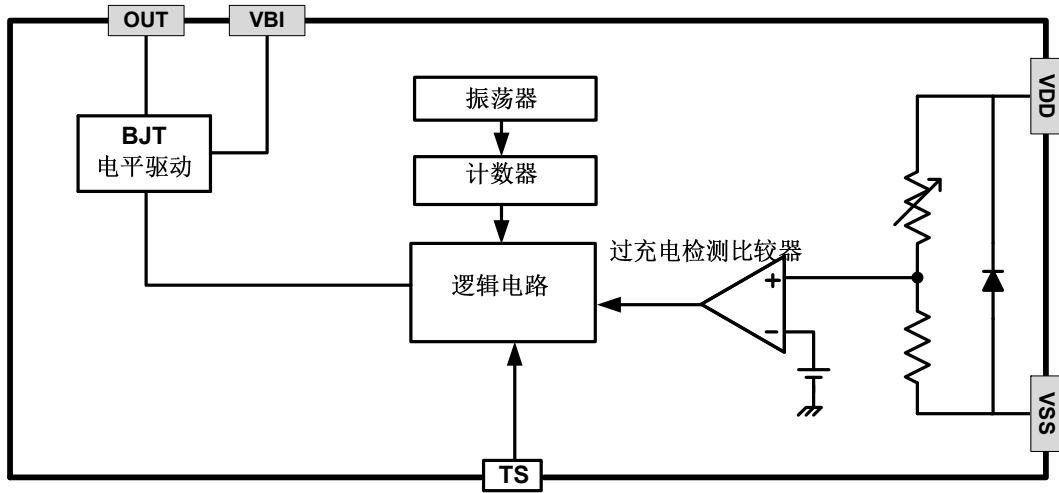 OUT
VBI
VDD
振荡器
BJT
电平驱动
计数器
过充电检测比较器
逻辑电路
+
-
VSS
TS